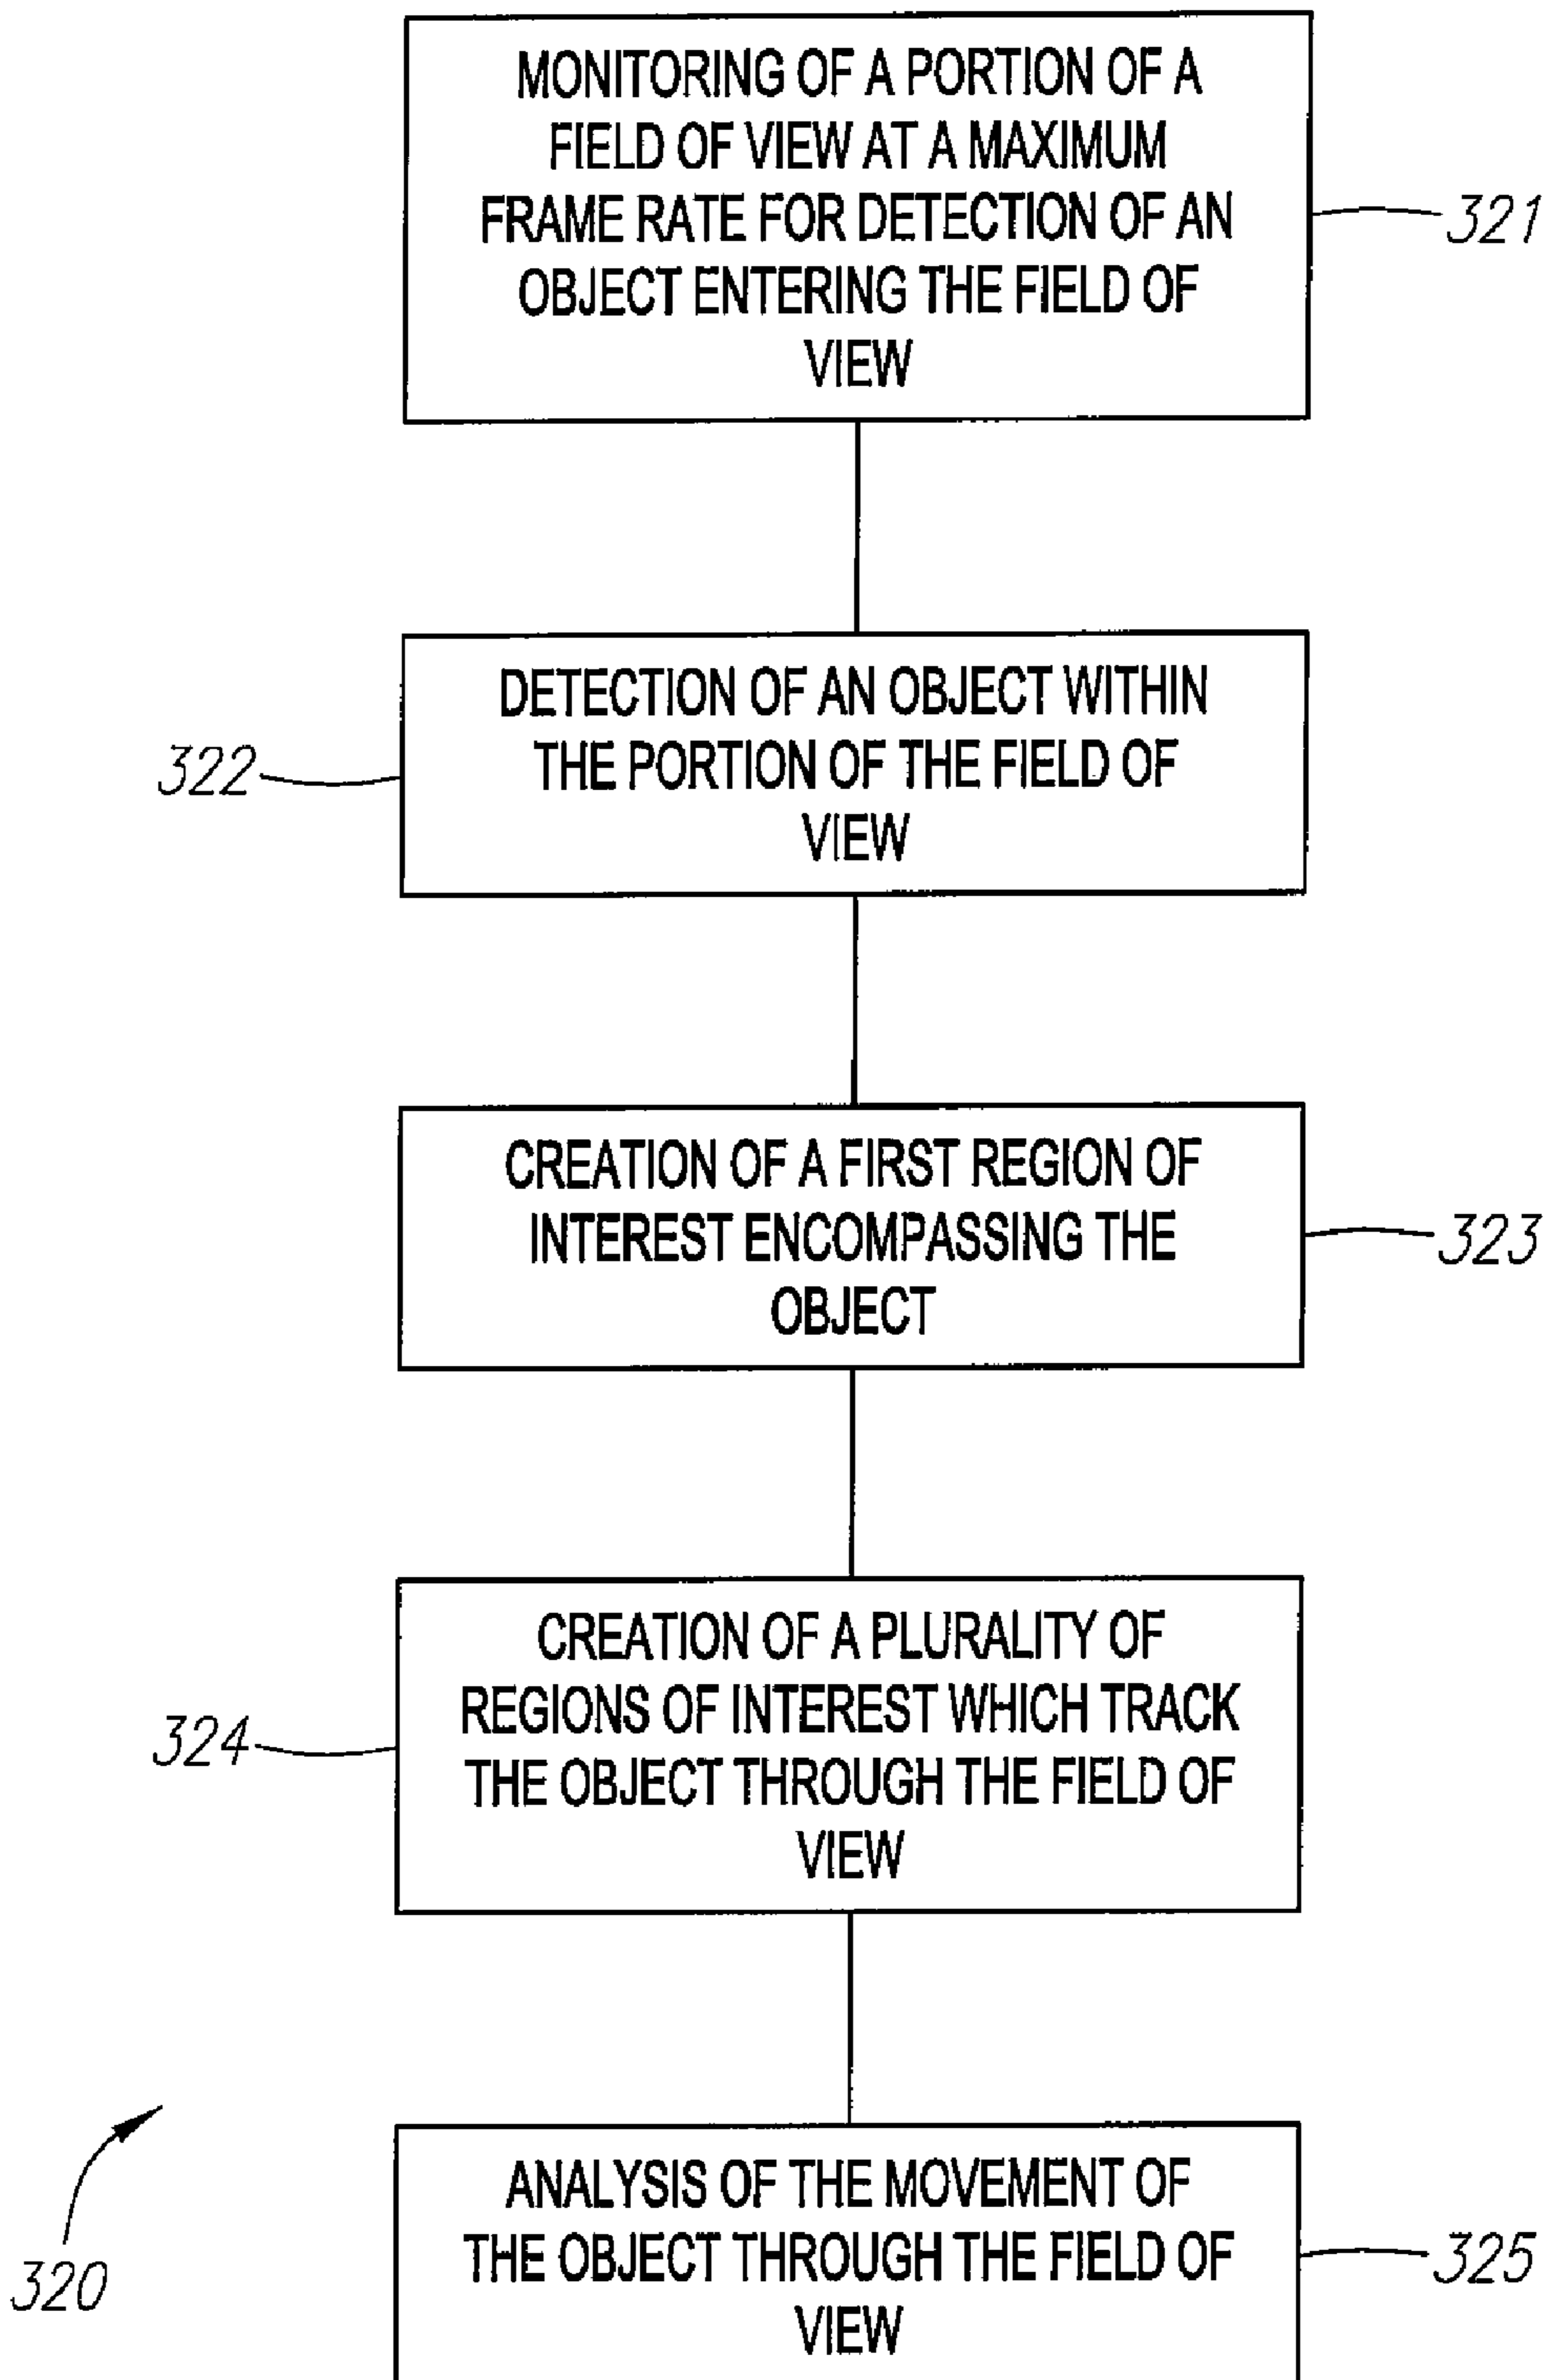 MONITORING OF A PORTION OF A
FIELD OF VIEW AT A MAXIMUM
FRAME RATE FOR DETECTION OF AN
OBJECT ENTERING THE FIELD OF
VIEW
321
DETECTION OF AN OBJECT WITHIN
THE PORTION OF THE FIELD OF
VIEW
322
CREATION OF A FIRST REGION OF
INTEREST ENCOMPASSING THE
OBJECT
323
CREATION OF A PLURALITY OF
REGIONS OF INTEREST WHICH TRACK
THE OBJECT THROUGH THE FIELD OF
VIEW
324
ANALYSIS OF THE MOVEMENT OF
THE OBJECT THROUGH THE FIELD OF
VIEW
325
320